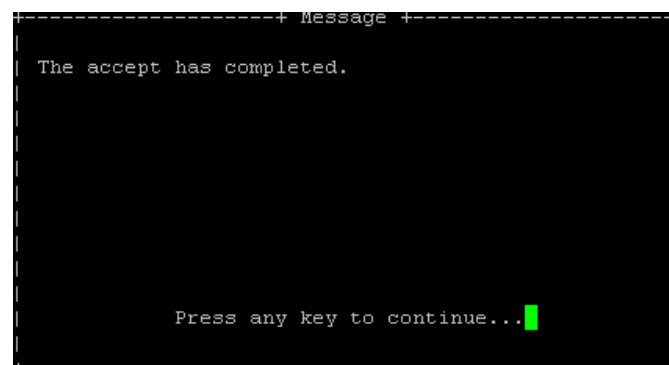 +--------------------+ Message +--------------------
The accept has completed.
Press any key to continue...